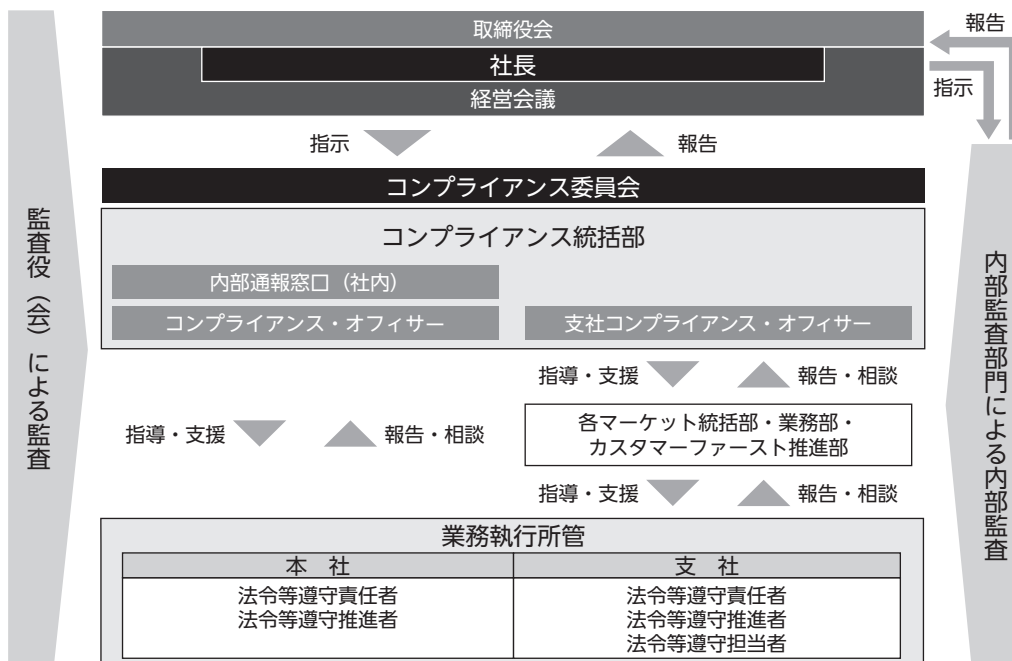 取締役会
社長
経営会議
報告
指示
指示
報告
コンプライアンス委員会
コンプライアンス統括部
内部通報窓口（社内）
コンプライアンス・オフィサー
支社コンプライアンス・オフィサー
指導・支援
報告・相談
指導・支援
報告・相談
各マーケット統括部・業務部・
カスタマーファースト推進部
指導・支援
報告・相談
業務執行所管
本　社
支　社
法令等遵守責任者
法令等遵守推進者
法令等遵守責任者
法令等遵守推進者
法令等遵守担当者
監査役（会）による監査
内部監査部門による内部監査